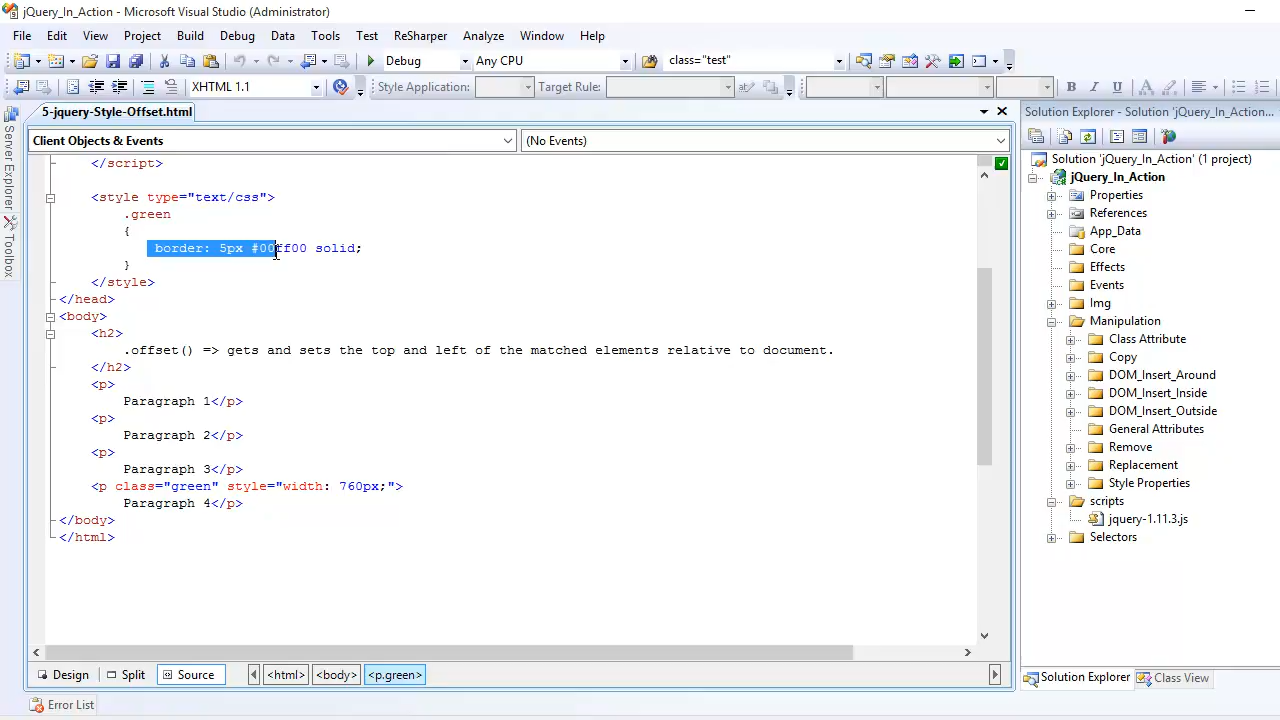 jQuery_In_Action - Microsoft Visual Studio (Administrator)
File Edit View Project Build Debug Data Tools Test ReSharper Analyze Window Help
Debug Any CPU class="test"
XHTML 1.1 Style Application: Target Rule: B I U A
5-jquery-Style-Offset.html
Client Objects & Events (No Events)
</script>
<style type="text/css">
.green
{
border: 5px #00ff00 solid;
}
</style>
</head>
<body>
<h2>
.offset() => gets and sets the top and left of the matched elements relative to document.
</h2>
<p>
Paragraph 1</p>
<p>
Paragraph 2</p>
<p>
Paragraph 3</p>
<p class="green" style="width: 760px;">
Paragraph 4</p>
</body>
</html>
Design Split Source <html> <body> <p.green>
Error List
Server Explorer
Toolbox
Solution Explorer - Solution 'jQuery_In_Action...
Solution 'jQuery_In_Action' (1 project)
jQuery_In_Action
Properties
References
App_Data
Core
Effects
Events
Img
Manipulation
Class Attribute
Copy
DOM_Insert_Around
DOM_Insert_Inside
DOM_Insert_Outside
General Attributes
Remove
Replacement
Style Properties
scripts
jquery-1.11.3.js
Selectors
Solution Explorer Class View